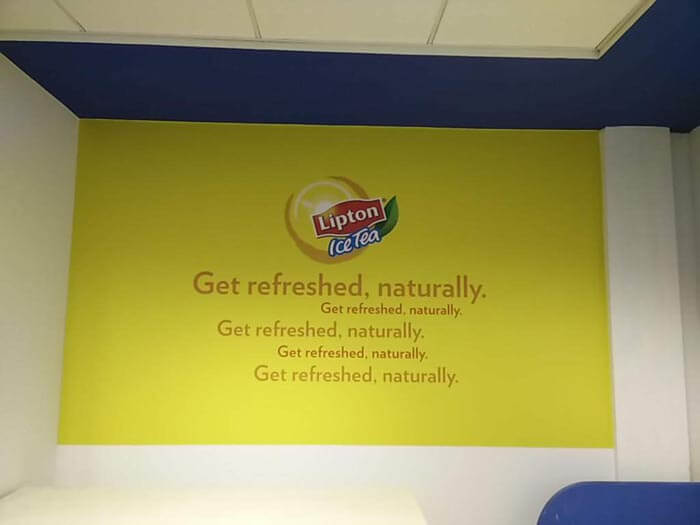 Lipton
Ice Tea
Get refreshed, naturally.
Get refreshed, naturally.
Get refreshed, naturally.
Get refreshed, naturally.
Get refreshed, naturally.